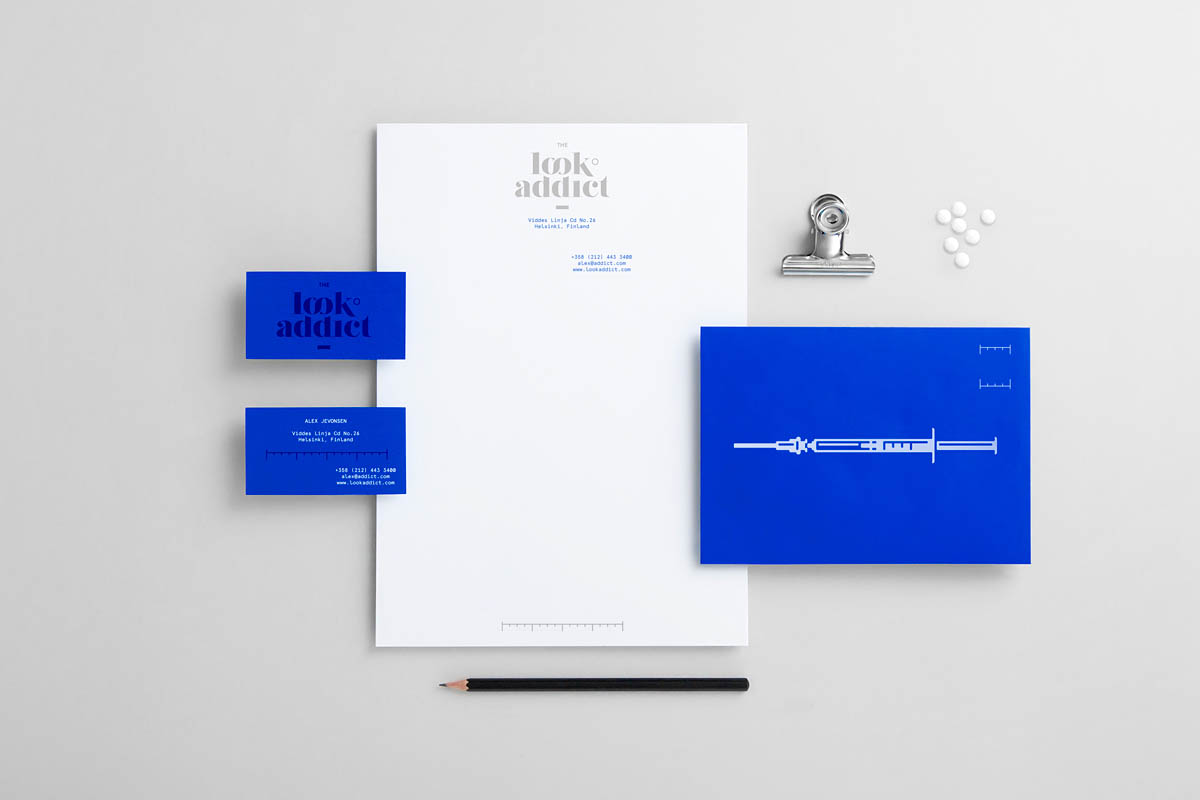 THE
look°
addict
Viddes Linja Cd No.26
Helsinki, Finland
+358 (212) 443 3400
alex@addict.com
www.lookaddict.com
THE
look°
addict
ALEX JEVONSEN
Viddes Linja Cd No.26
Helsinki, Finland
+358 (212) 443 3400
alex@addict.com
www.lookaddict.com